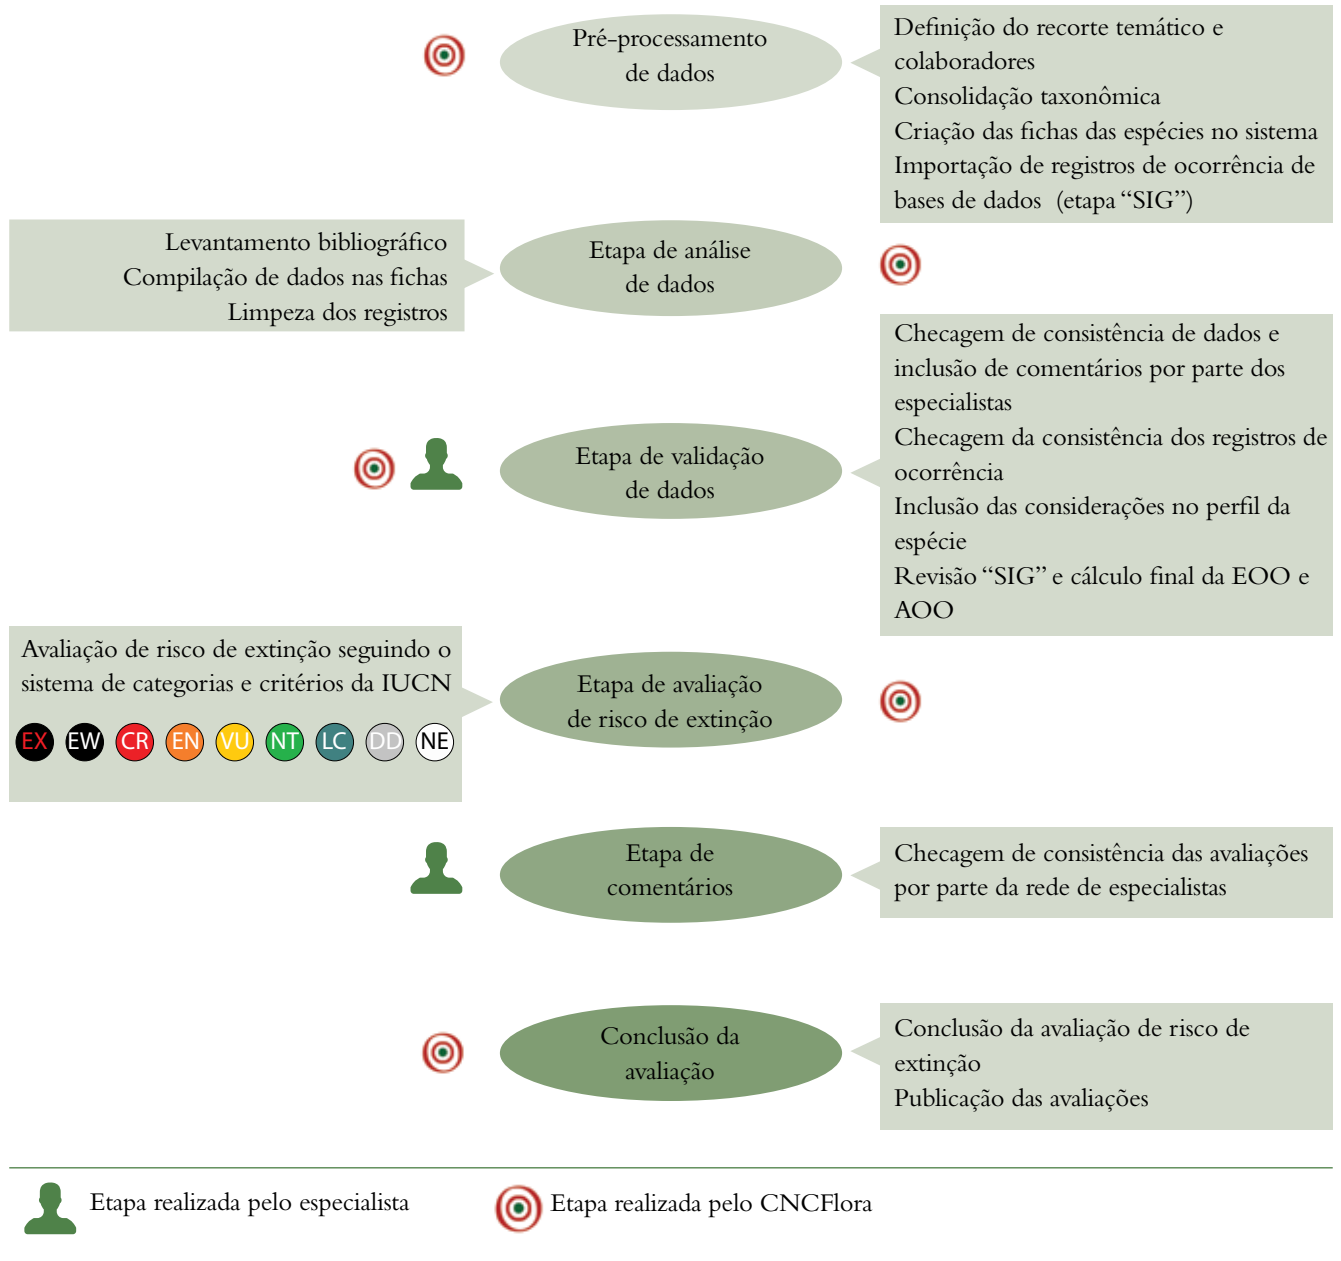 Pré-processamento
de dados
Definição do recorte temático e
colaboradores
Consolidação taxonômica
Criação das fichas das espécies no sistema
Importação de registros de ocorrência de
bases de dados (etapa “SIG”)
Levantamento bibliográfico
Compilação de dados nas fichas
Limpeza dos registros
Etapa de análise
de dados
Etapa de validação
de dados
Checagem de consistência de dados e
inclusão de comentários por parte dos
especialistas
Checagem da consistência dos registros de
ocorrência
Inclusão das considerações no perfil da
espécie
Revisão “SIG” e cálculo final da EOO e
AOO
Avaliação de risco de extinção seguindo o
sistema de categorias e critérios da IUCN
EX EW CR EN VU NT LC DD NE
Etapa de avaliação
de risco de extinção
Etapa de
comentários
Checagem de consistência das avaliações
por parte da rede de especialistas
Conclusão da
avaliação
Conclusão da avaliação de risco de
extinção
Publicação das avaliações
Etapa realizada pelo especialista
Etapa realizada pelo CNCFlora